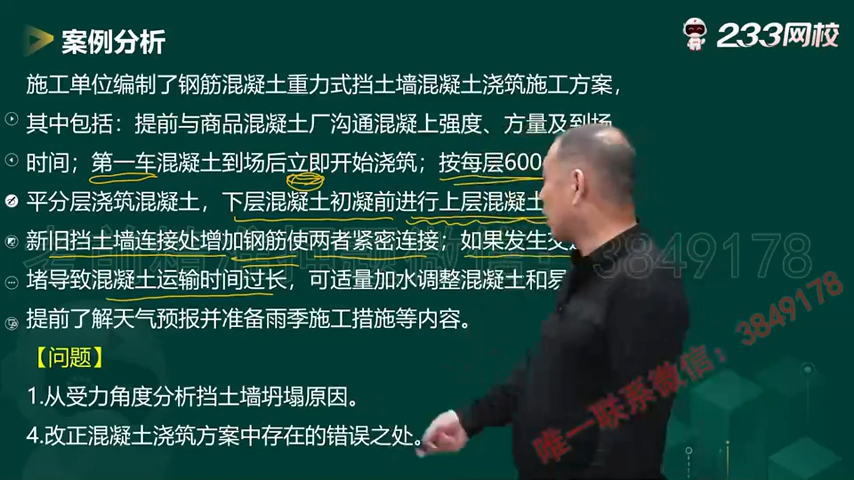 案例分析
233网校
施工单位编制了钢筋混凝土重力式挡土墙混凝土浇筑施工方案，
其中包括：提前与商品混凝土厂沟通混凝土强度、方量及到场
时间；第一车混凝土到场后立即开始浇筑；按每层600
平分层浇筑混凝土，下层混凝土初凝前进行上层混凝土
新旧挡土墙连接处增加钢筋使两者紧密连接；如果发生交
堵导致混凝土运输时间过长，可适量加水调整混凝土和易
提前了解天气预报并准备雨季施工措施等内容。
【问题】
1.从受力角度分析挡土墙坍塌原因。
4.改正混凝土浇筑方案中存在的错误之处。
3849178
唯一联系微信：3849178